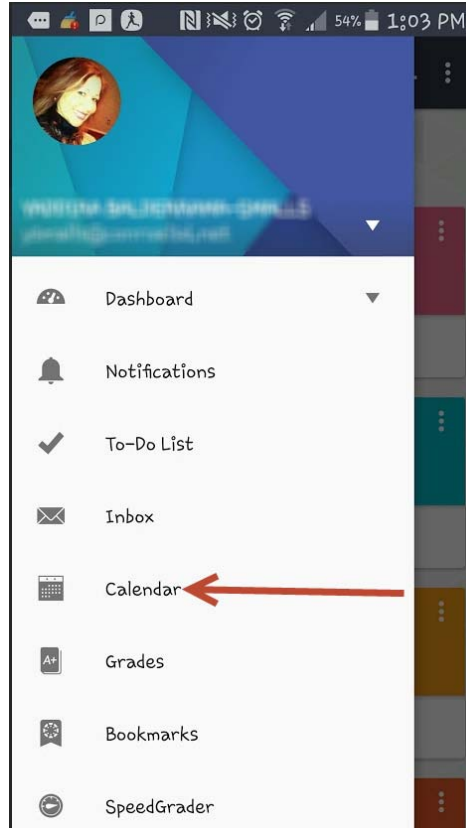 54% 1:03 PM
Dashboard
Notifications
To-Do List
Inbox
Calendar
A+ Grades
Bookmarks
SpeedGrader